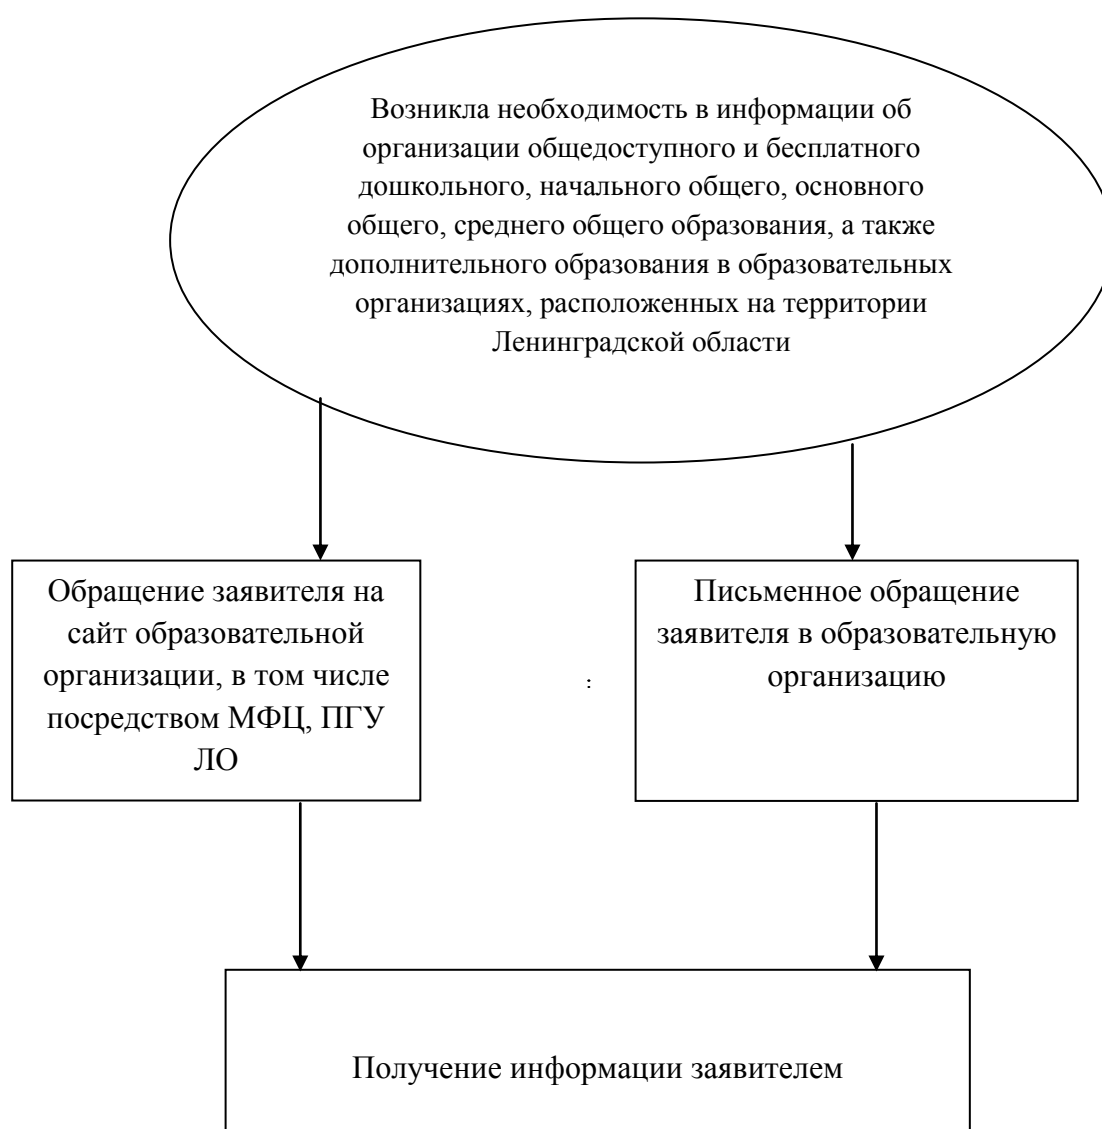 Возникла необходимость в информации об
организации общедоступного и бесплатного
дошкольного, начального общего, основного
общего, среднего общего образования, а также
дополнительного образования в образовательных
организациях, расположенных на территории
Ленинградской области
Обращение заявителя на
сайт образовательной
организации, в том числе
посредством МФЦ, ПГУ
ЛО
:
Письменное обращение
заявителя в образовательную
организацию
Получение информации заявителем